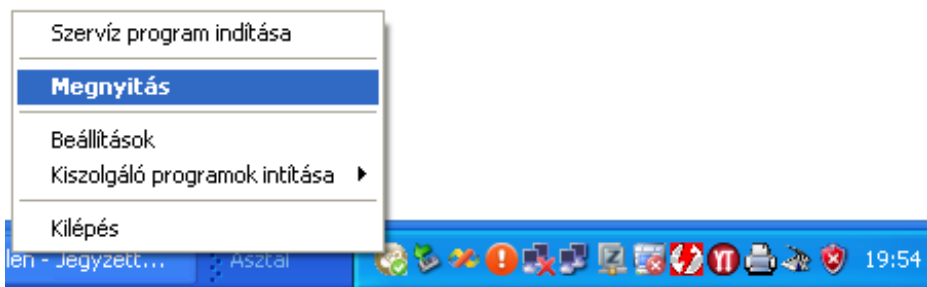 Szervíz program indítása
Megnyitás
Beállítások
Kiszolgáló programok intítása
Kilépés
len - Jegyzett...
Asztal
19:54